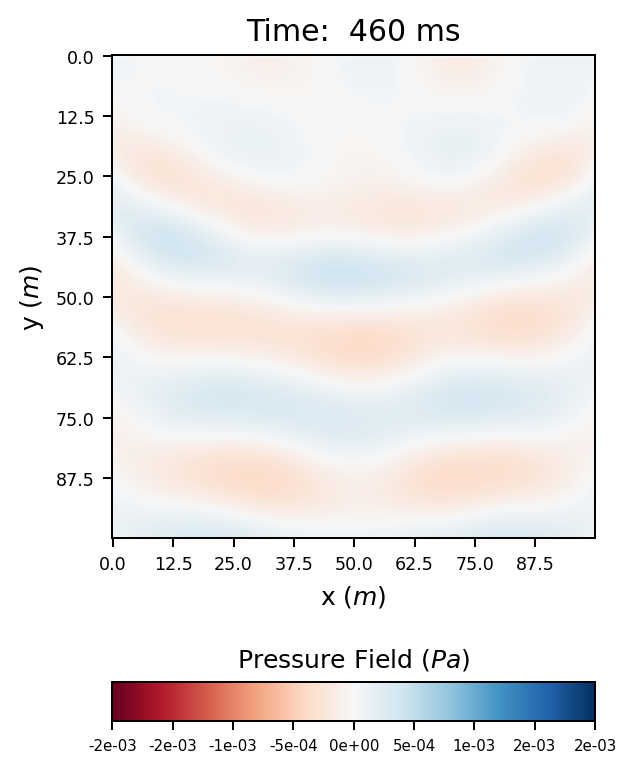 Time:  460 ms
0.0
12.5
25.0
37.5
50.0
62.5
75.0
87.5
y (m)
0.0 12.5 25.0 37.5 50.0 62.5 75.0 87.5
x (m)
Pressure Field (Pa)
-2e-03 -2e-03 -1e-03 -5e-04 0e+00 5e-04 1e-03 2e-03 2e-03